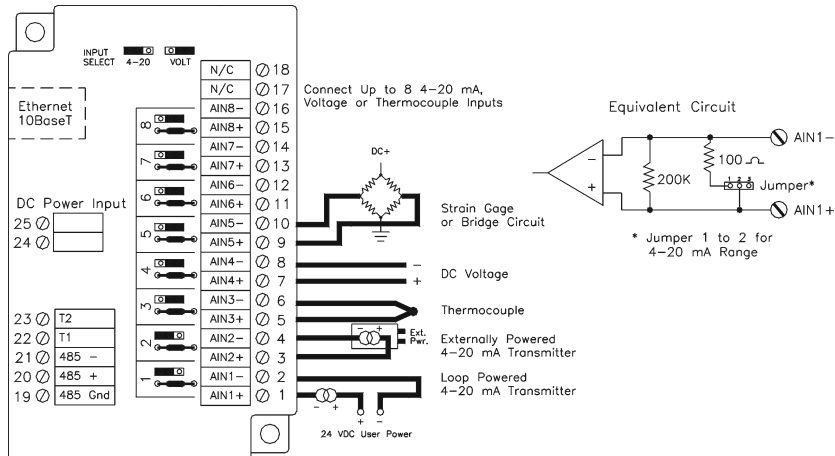 INPUT
SELECT 4-20 VOLT
Ethernet
10BaseT
DC Power Input
25
24
23 T2
22 T1
21 485 -
20 485 +
19 485 Gnd
N/C 18
N/C 17
AIN8- 16
8 AIN8+ 15
AIN7- 14
7 AIN7+ 13
AIN6- 12
6 AIN6+ 11
AIN5- 10
5 AIN5+ 9
AIN4- 8
4 AIN4+ 7
AIN3- 6
3 AIN3+ 5
AIN2- 4
2 AIN2+ 3
AIN1- 2
1 AIN1+ 1
Connect Up to 8 4-20 mA,
Voltage or Thermocouple Inputs
DC+
Strain Gage
or Bridge Circuit
-
+
DC Voltage
Thermocouple
- +
Ext.
Pwr.
Externally Powered
4-20 mA Transmitter
Loop Powered
4-20 mA Transmitter
- +
+ -
24 VDC User Power
Equivalent Circuit
AIN1-
-
+
200K
100 Ω
1 2 3
Jumper*
AIN1+
* Jumper 1 to 2 for
4-20 mA Range